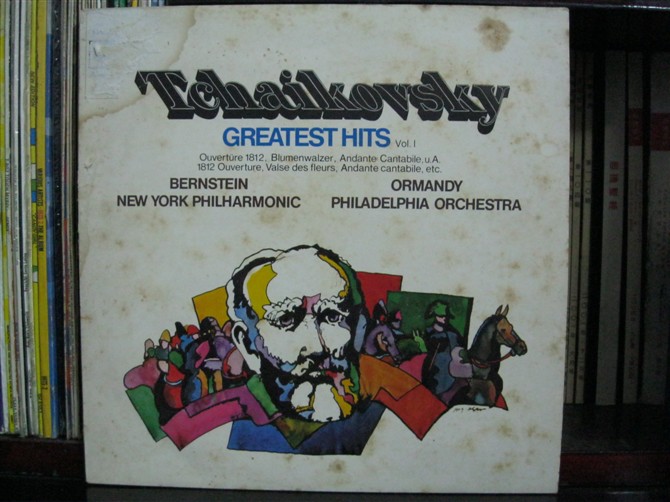 Tchaikovsky
GREATEST HITS Vol. I
Ouvertüre 1812, Blumenwalzer, Andante Cantabile, u.A.
1812 Ouverture, Valse des fleurs, Andante cantabile, etc.
BERNSTEIN ORMANDY
NEW YORK PHILHARMONIC PHILADELPHIA ORCHESTRA